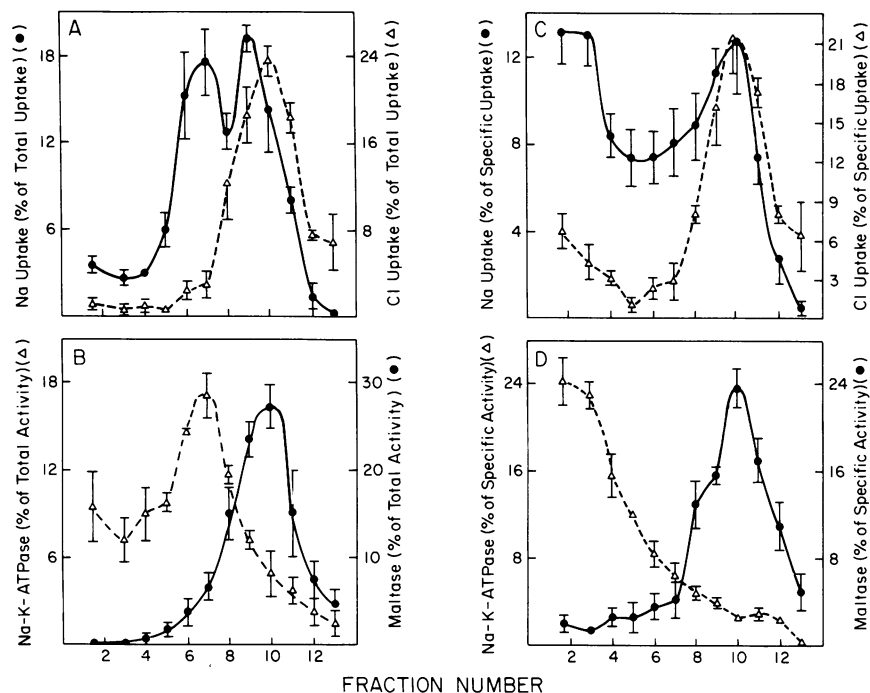 A
Na Uptake (% of Total Uptake) (●)
18
12
6
Cl Uptake (% of Total Uptake) (△)
24
16
8
C
Na Uptake (% of Specific Uptake) (●)
12
8
4
Cl Uptake (% of Specific Uptake) (△)
21
18
15
12
9
6
3
B
Na-K-ATPase (% of Total Activity) (△)
18
12
6
Maltase (% of Total Activity) (●)
30
20
10
2 4 6 8 10 12
D
Na-K-ATPase (% of Specific Activity) (△)
24
16
8
Maltase (% of Specific Activity) (●)
24
16
8
2 4 6 8 10 12
FRACTION NUMBER